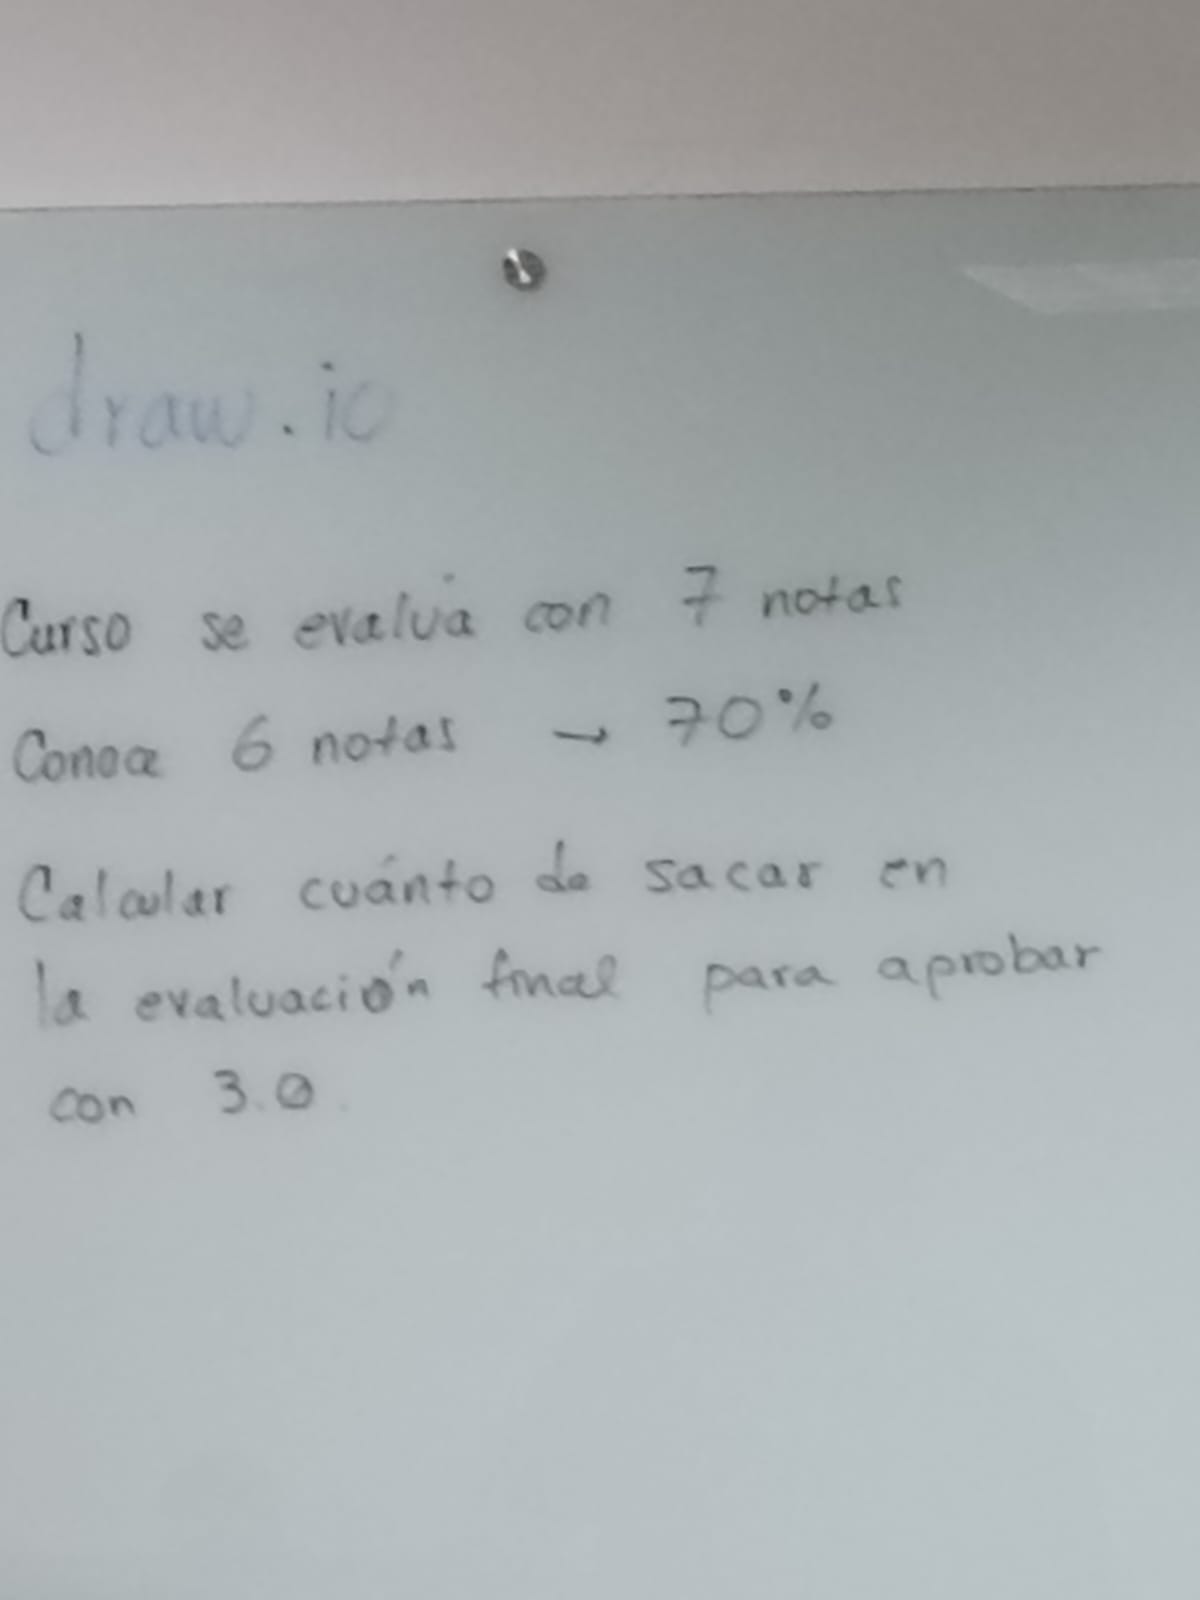 draw.io
Curso se evalúa con 7 notas
Conoce 6 notas → 70%
Calcular cuánto de sacar en
la evaluación final para aprobar
con 3.0.